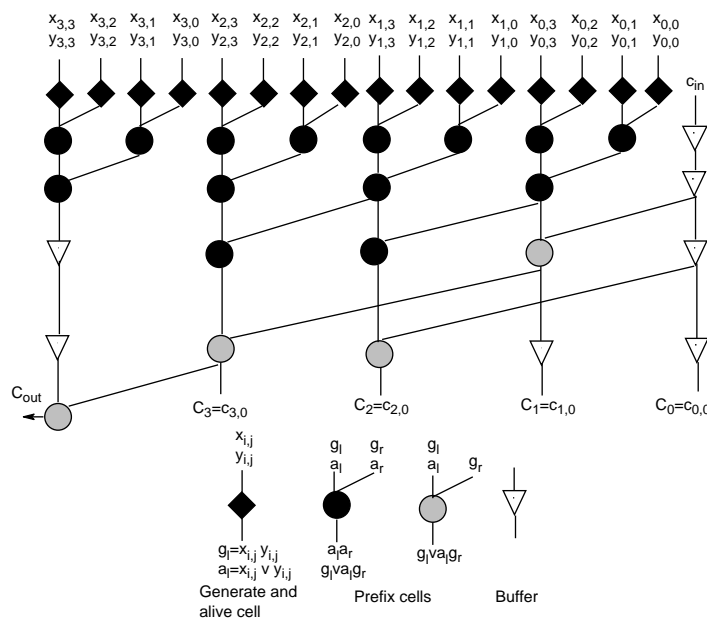 x3,3 x3,2 x3,1 x3,0 x2,3 x2,2 x2,1 x2,0 x1,3 x1,2 x1,1 x1,0 x0,3 x0,2 x0,1 x0,0
y3,3 y3,2 y3,1 y3,0 y2,3 y2,2 y2,1 y2,0 y1,3 y1,2 y1,1 y1,0 y0,3 y0,2 y0,1 y0,0
cin
Cout
C3=c3,0 C2=c2,0 C1=c1,0 C0=c0,0
xi,j
yi,j
gl gr
al ar
gl
al gr
gl=xi,j yi,j
al=xi,j v yi,j
alar
glvalgr
glvalgr
Generate and
alive cell
Prefix cells
Buffer